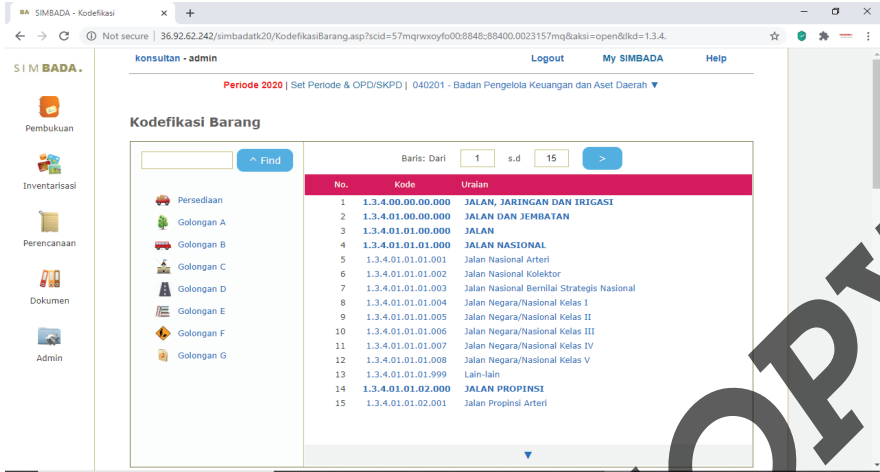 BA SIMBADA - Kodefikasi
Not secure | 36.92.62.242/simbadatk20/KodefikasiBarang.asp?scid=57mqrwxoyfo00:8848:88400.0023157mq&aksi=open&lkd=1.3.4.
SIMBADA.
konsultan - admin Logout My SIMBADA Help
Periode 2020 | Set Periode & OPD/SKPD | 040201 - Badan Pengelola Keuangan dan Aset Daerah ▼
Pembukuan
Inventarisasi
Perencanaan
Dokumen
Admin
Kodefikasi Barang
^ Find
Persediaan
Golongan A
Golongan B
Golongan C
Golongan D
Golongan E
Golongan F
Golongan G
Baris: Dari 1 s.d 15 >
No. Kode Uraian
1 1.3.4.00.00.00.000 JALAN, JARINGAN DAN IRIGASI
2 1.3.4.01.00.00.000 JALAN DAN JEMBATAN
3 1.3.4.01.01.00.000 JALAN
4 1.3.4.01.01.01.000 JALAN NASIONAL
5 1.3.4.01.01.01.001 Jalan Nasional Arteri
6 1.3.4.01.01.01.002 Jalan Nasional Kolektor
7 1.3.4.01.01.01.003 Jalan Nasional Bernilai Strategis Nasional
8 1.3.4.01.01.01.004 Jalan Negara/Nasional Kelas I
9 1.3.4.01.01.01.005 Jalan Negara/Nasional Kelas II
10 1.3.4.01.01.01.006 Jalan Negara/Nasional Kelas III
11 1.3.4.01.01.01.007 Jalan Negara/Nasional Kelas IV
12 1.3.4.01.01.01.008 Jalan Negara/Nasional Kelas V
13 1.3.4.01.01.01.999 Lain-lain
14 1.3.4.01.01.02.000 JALAN PROPINSI
15 1.3.4.01.01.02.001 Jalan Propinsi Arteri
▼
OPY